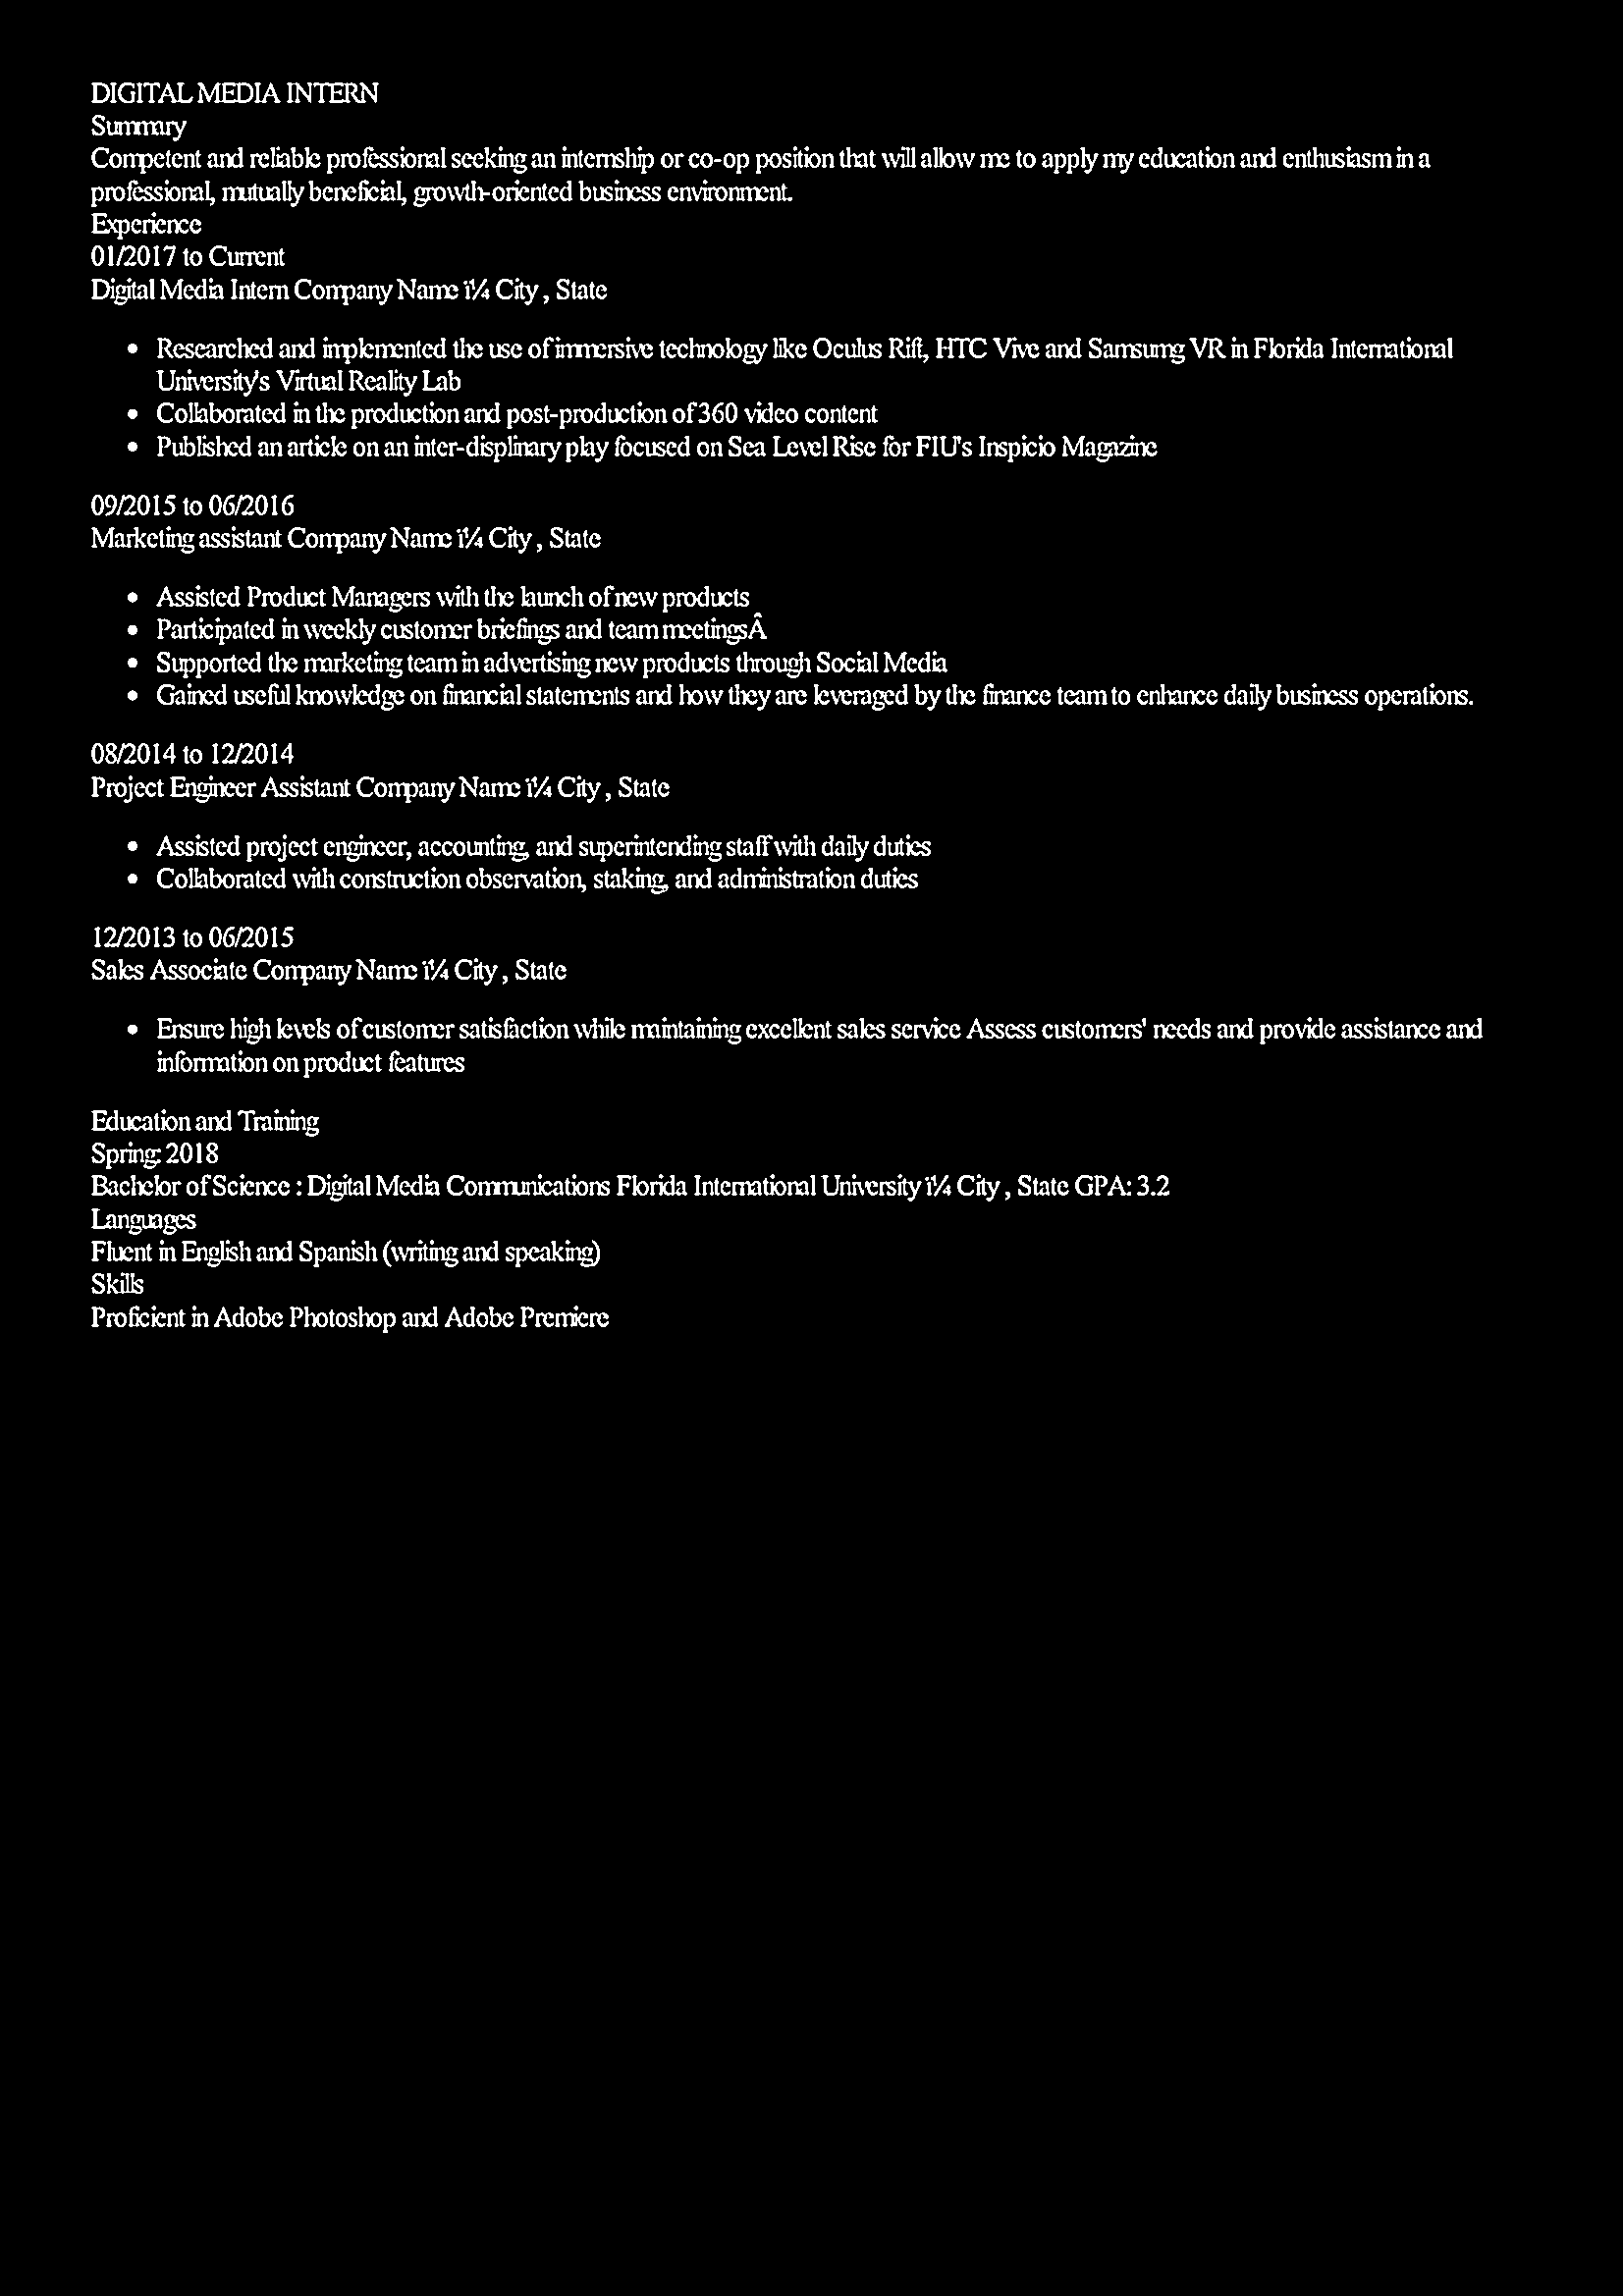 DIGITAL MEDIA INTERN
Summary
Competent and reliable professional seeking an internship or co-op position that will allow me to apply my education and enthusiasm in a
professional, mutually beneficial, growth-oriented business environment.
Experience
01/2017 to Current
Digital Media Intern Company Name ï¼ City , State
• Researched and implemented the use of immersive technology like Oculus Rift, HTC Vive and Samsung VR in Florida International
University's Virtual Reality Lab
• Collaborated in the production and post-production of 360 video content
• Published an article on an inter-displinary play focused on Sea Level Rise for FIU's Inspicio Magazine
09/2015 to 06/2016
Marketing assistant Company Name ï¼ City , State
• Assisted Product Managers with the launch of new products
• Participated in weekly customer briefings and team meetingsÂ
• Supported the marketing team in advertising new products through Social Media
• Gained useful knowledge on financial statements and how they are leveraged by the finance team to enhance daily business operations.
08/2014 to 12/2014
Project Engineer Assistant Company Name ï¼ City , State
• Assisted project engineer, accounting, and superintending staff with daily duties
• Collaborated with construction observation, staking, and administration duties
12/2013 to 06/2015
Sales Associate Company Name ï¼ City , State
• Ensure high levels of customer satisfaction while maintaining excellent sales service Assess customers' needs and provide assistance and
information on product features
Education and Training
Spring 2018
Bachelor of Science : Digital Media Communications Florida International University ï¼ City , State GPA: 3.2
Languages
Fluent in English and Spanish (writing and speaking)
Skills
Proficient in Adobe Photoshop and Adobe Premiere